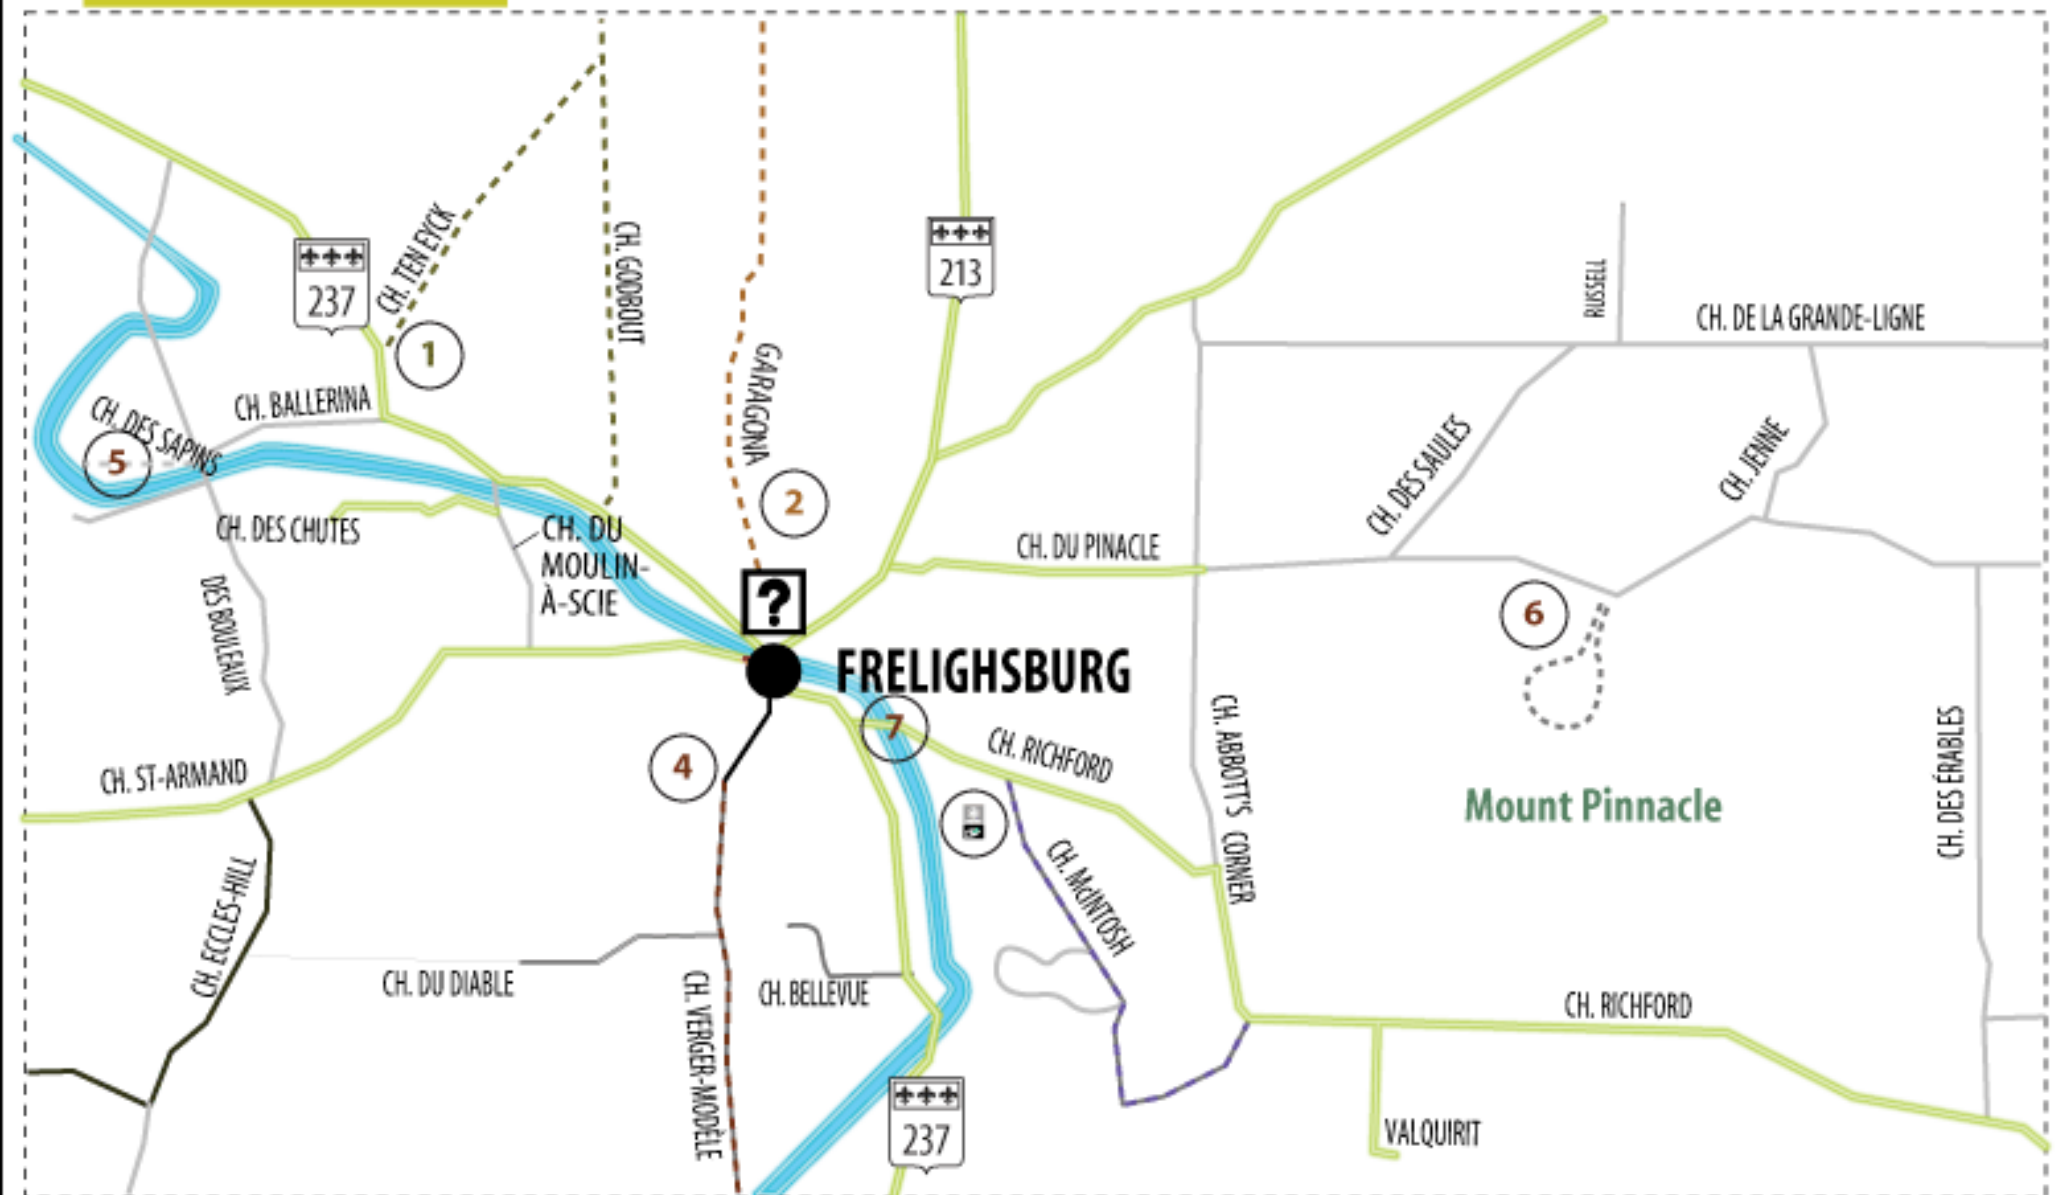 237
CH. TEN EYCK
1
CH. GODBOUT
GARAGONA
2
213
RUSSELL
CH. DE LA GRANDE-LIGNE
CH. BALLERINA
CH. DES SAPINS
5
CH. DES CHUTES
CH. DU
MOULIN-
À-SCIE
DES BOULEAUX
?
CH. DU PINACLE
CH. DES SAULES
CH. JENNE
6
FRELIGHSBURG
7
4
CH. ST-ARMAND
CH. RICHFORD
CH. ABBOTT'S CORNER
Mount Pinnacle
CH. DES ÉRABLES
CH. ECCLES-HILL
CH. McINTOSH
CH. DU DIABLE
CH. VERGER-MODÈLE
CH. BELLEVUE
CH. RICHFORD
237
VALQUIRIT